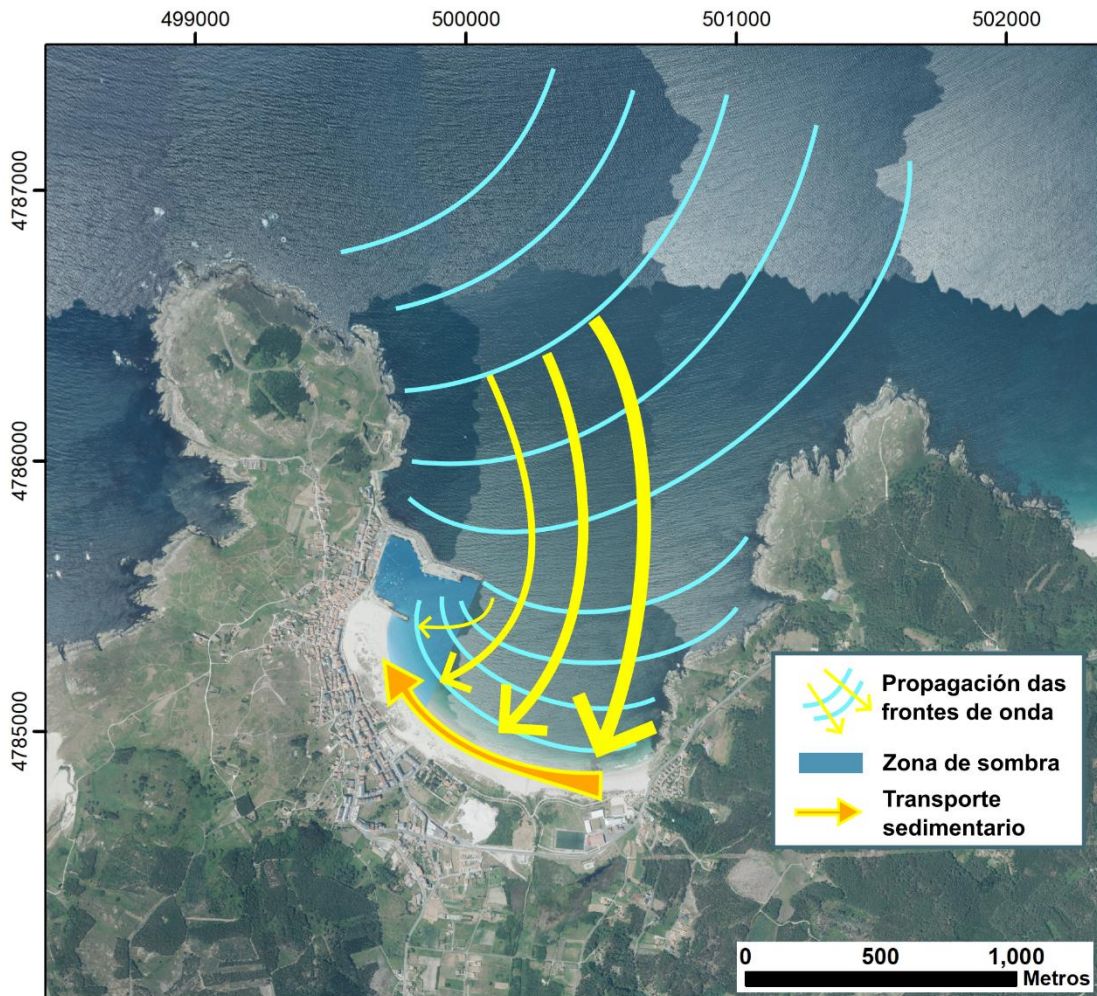 499000
500000
501000
502000
4787000
4786000
4785000
Propagación das
frontes de onda
Zona de sombra
Transporte
sedimentario
0
500
1,000
Metros